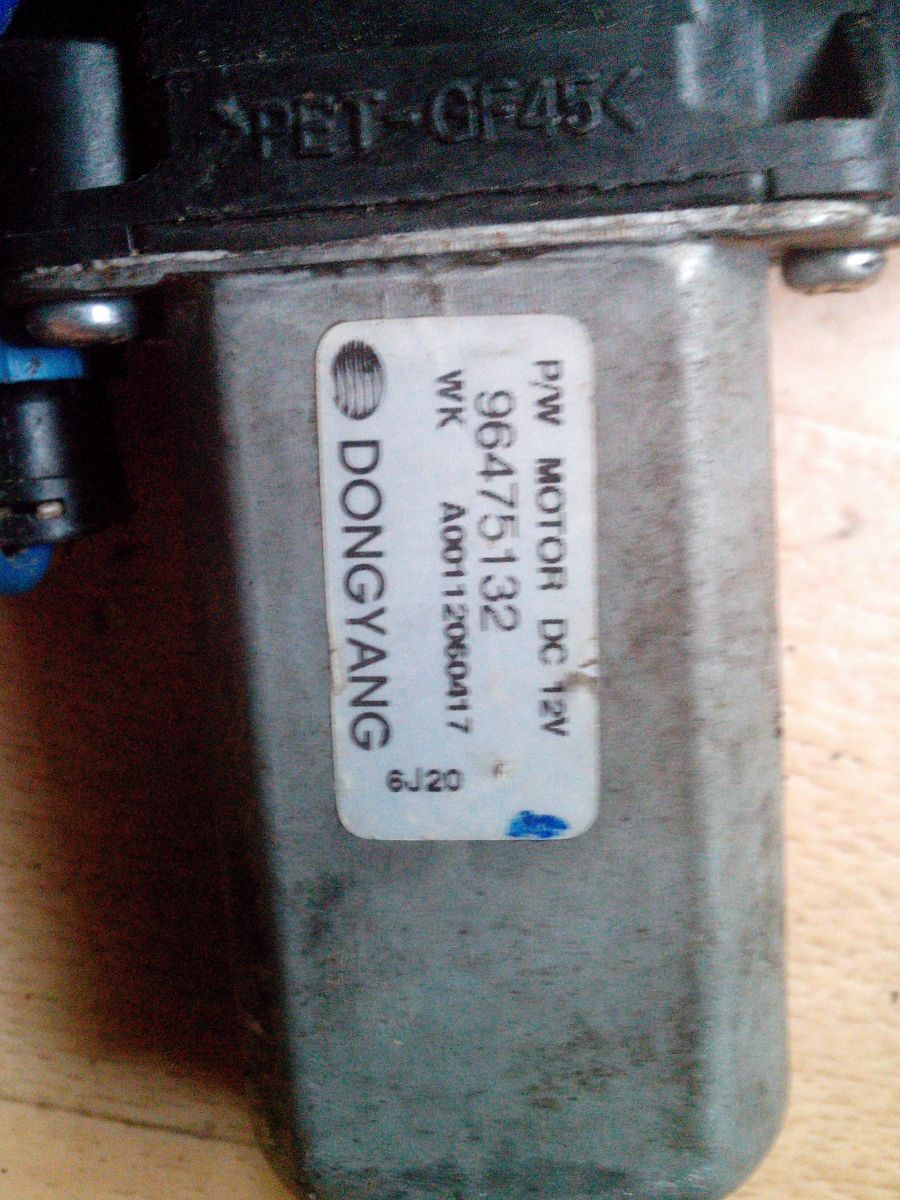 >PET-GF45<
P/W MOTOR DC 12V
96475132
WK A00112060417
DONGYANG
6J20